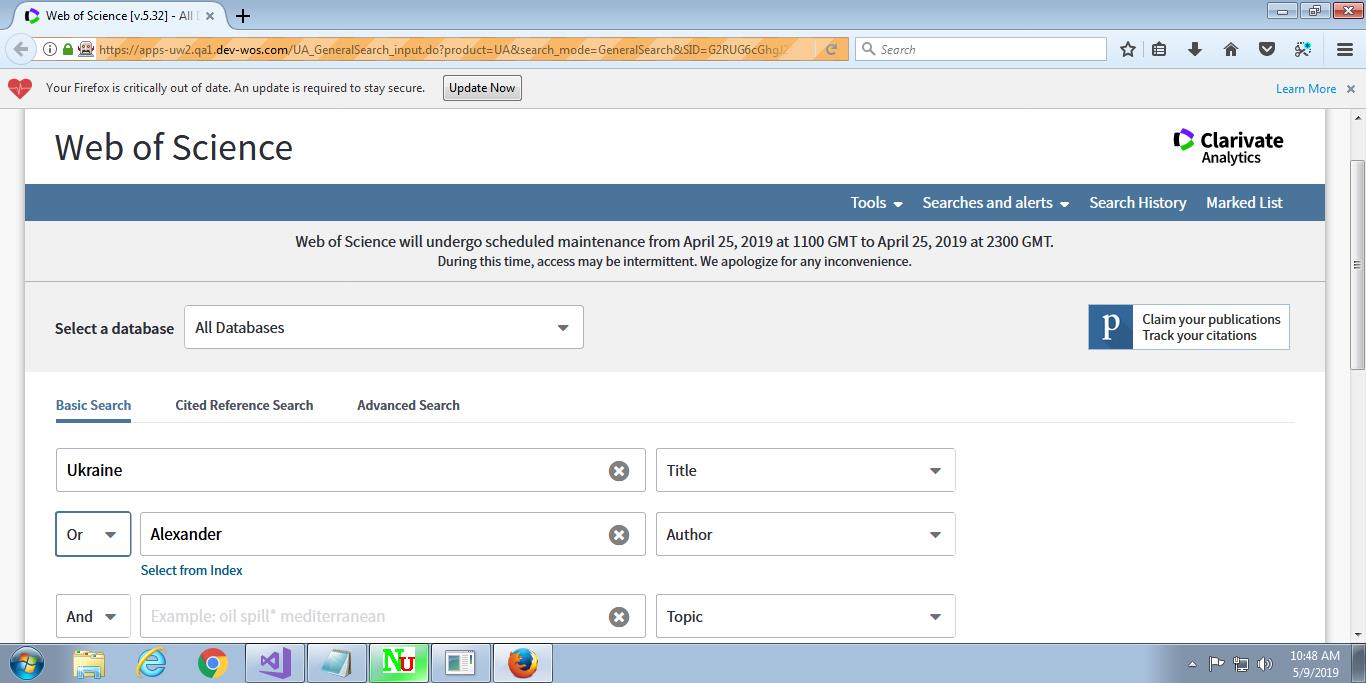 Web of Science [v.5.32] - All
https://apps-uw2.qa1.dev-wos.com/UA_GeneralSearch_input.do?product=UA&search_mode=GeneralSearch&SID=G2RUG6cGhgJ
Search
Your Firefox is critically out of date. An update is required to stay secure.
Update Now
Learn More
Web of Science
Clarivate
Analytics
Tools
Searches and alerts
Search History
Marked List
Web of Science will undergo scheduled maintenance from April 25, 2019 at 1100 GMT to April 25, 2019 at 2300 GMT.
During this time, access may be intermittent. We apologize for any inconvenience.
Select a database
All Databases
p
Claim your publications
Track your citations
Basic Search
Cited Reference Search
Advanced Search
Ukraine
Title
Or
Alexander
Author
Select from Index
And
Example: oil spill* mediterranean
Topic
NU
10:48 AM
5/9/2019